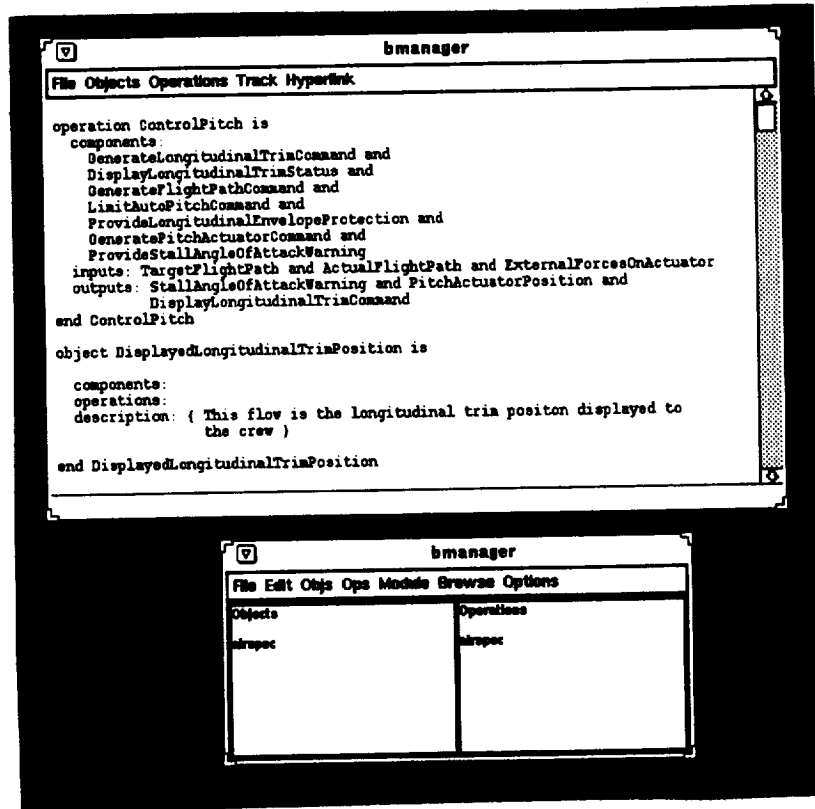 bmanager
File Objects Operations Track Hyperlink
operation ControlPitch is
components:
GenerateLongitudinalTrimCommand and
DisplayLongitudinalTrimStatus and
GenerateFlightPathCommand and
LimitAutoPitchCommand and
ProvideLongitudinalEnvelopeProtection and
GeneratePitchActuatorCommand and
ProvideStallAngleOfAttackWarning
inputs: TargetFlightPath and ActualFlightPath and ExternalForcesOnActuator
outputs: StallAngleOfAttackWarning and PitchActuatorPosition and
DisplayLongitudinalTrimCommand
end ControlPitch
object DisplayedLongitudinalTrimPosition is
components:
operations:
description: { This flow is the longitudinal trim positon displayed to
the crew }
end DisplayedLongitudinalTrimPosition
bmanager
File Edit Objs Ops Module Browse Options
Objects
Operations
airspec
airspec